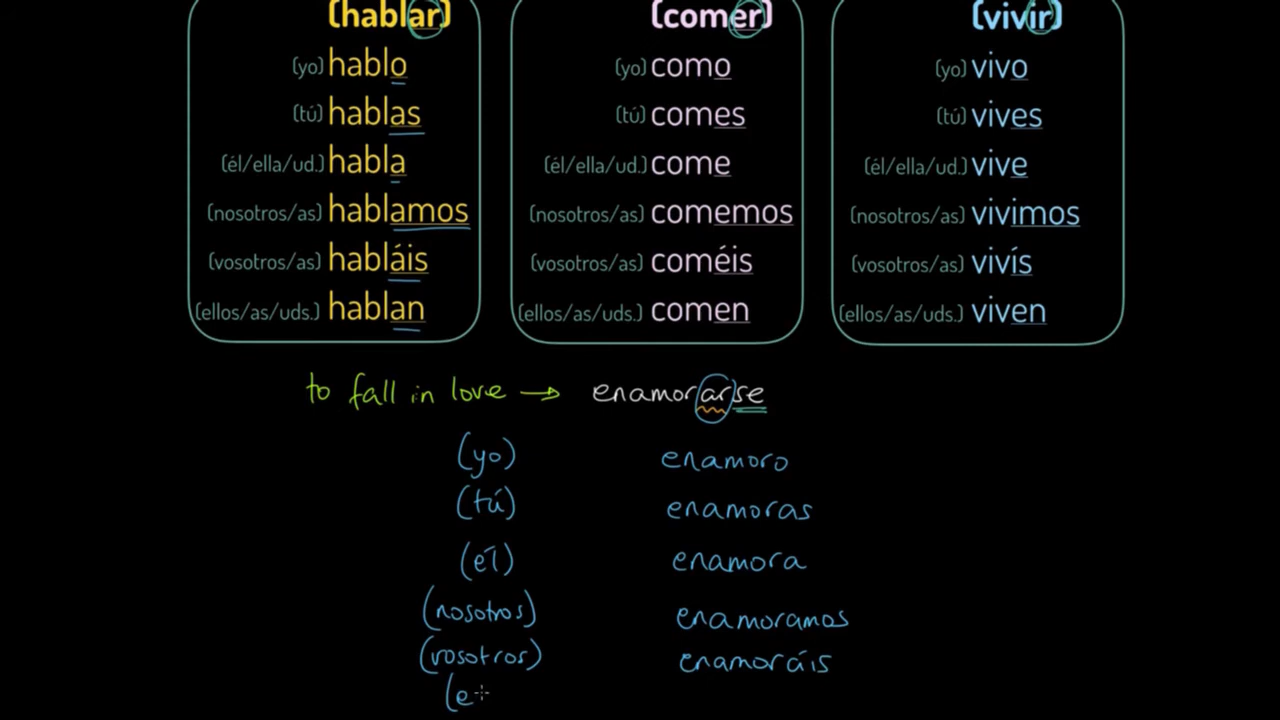 (hablar) (comer) (vivir)
(yo) hablo (yo) como (yo) vivo
(tú) hablas (tú) comes (tú) vives
(él/ella/ud.) habla (él/ella/ud.) come (él/ella/ud.) vive
(nosotros/as) hablamos (nosotros/as) comemos (nosotros/as) vivimos
(vosotros/as) habláis (vosotros/as) coméis (vosotros/as) vivís
(ellos/as/uds.) hablan (ellos/as/uds.) comen (ellos/as/uds.) viven
to fall in love → enamorarse
(yo) enamoro
(tú) enamoras
(él) enamora
(nosotros) enamoramos
(vosotros) enamoráis
(e